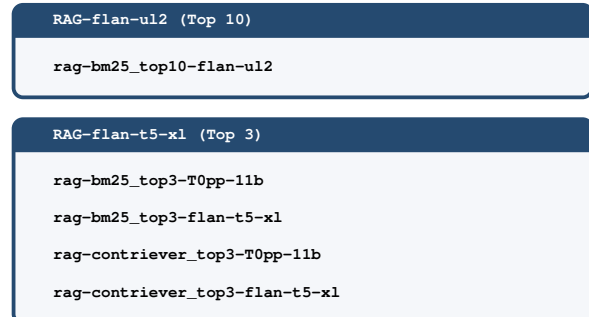 RAG-flan-ul2 (Top 10)
rag-bm25_top10-flan-ul2
RAG-flan-t5-xl (Top 3)
rag-bm25_top3-T0pp-11b
rag-bm25_top3-flan-t5-xl
rag-contriever_top3-T0pp-11b
rag-contriever_top3-flan-t5-xl